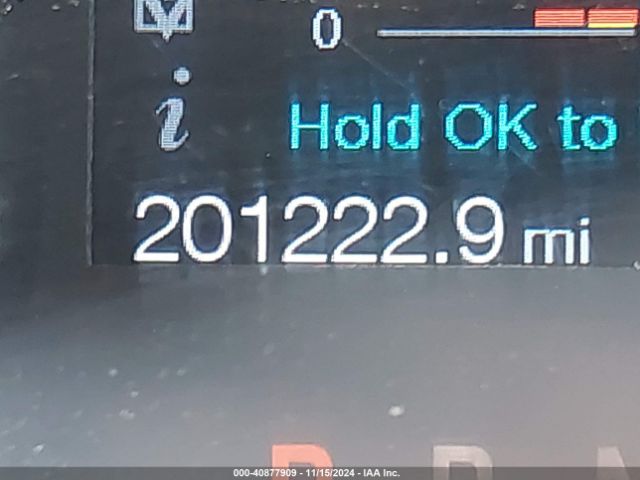 0
i
Hold OK to
201222.9 mi
P R N
000-40877909 - 11/15/2024 - IAA Inc.